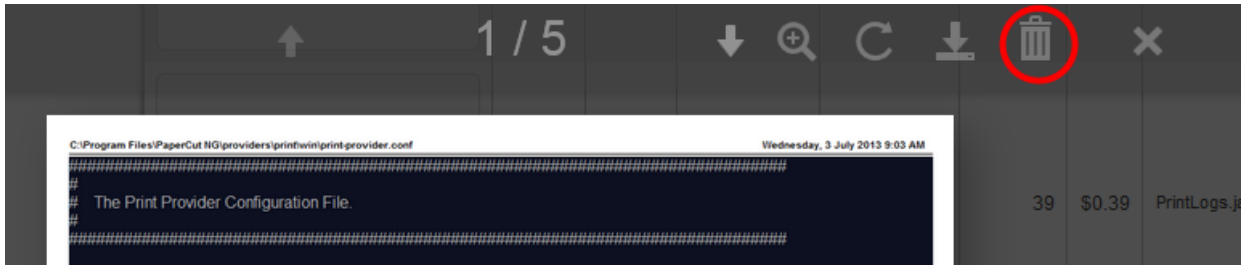 1 / 5
C:\Program Files\PaperCut NG\providers\print\win\print-provider.conf Wednesday, 3 July 2013 9:03 AM
################################################################################
#
# The Print Provider Configuration File.
#
################################################################################
39 $0.39 PrintLogs.ja